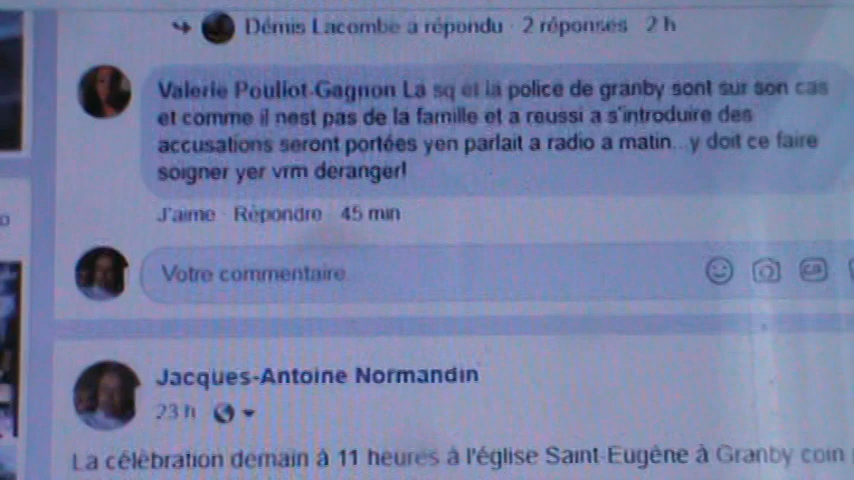 Démis Lacombe a répondu · 2 réponses 2 h
Valerie Pouliot-Gagnon La sq et la police de granby sont sur son cas
et comme il nest pas de la famille et a reussi a s'introduire des
accusations seront portées yen parlait a radio a matin...y doit ce faire
soigner yer vrm deranger!
J'aime · Répondre · 45 min
Votre commentaire
GIF
Jacques-Antoine Normandin
23 h
La célébration demain à 11 heures à l'église Saint-Eugène à Granby coin